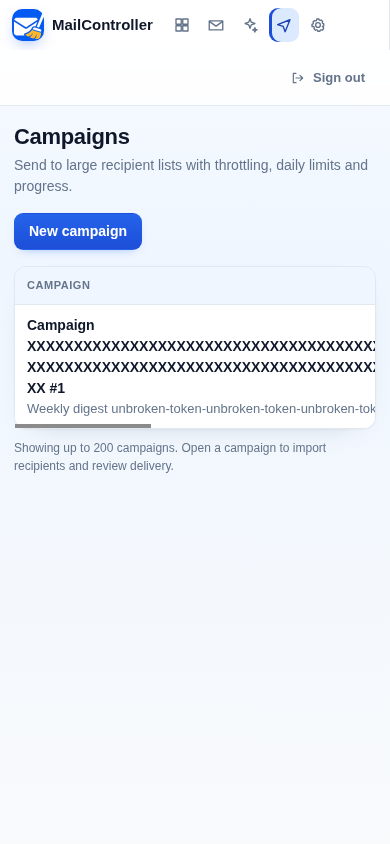 MailController
Sign out
Campaigns
Send to large recipient lists with throttling, daily limits and
progress.
New campaign
CAMPAIGN
Campaign
XXXXXXXXXXXXXXXXXXXXXXXXXXXXXXXXXXXXXX
XXXXXXXXXXXXXXXXXXXXXXXXXXXXXXXXXXXXXX
XX #1
Weekly digest unbroken-token-unbroken-token-unbroken-tok
Showing up to 200 campaigns. Open a campaign to import
recipients and review delivery.